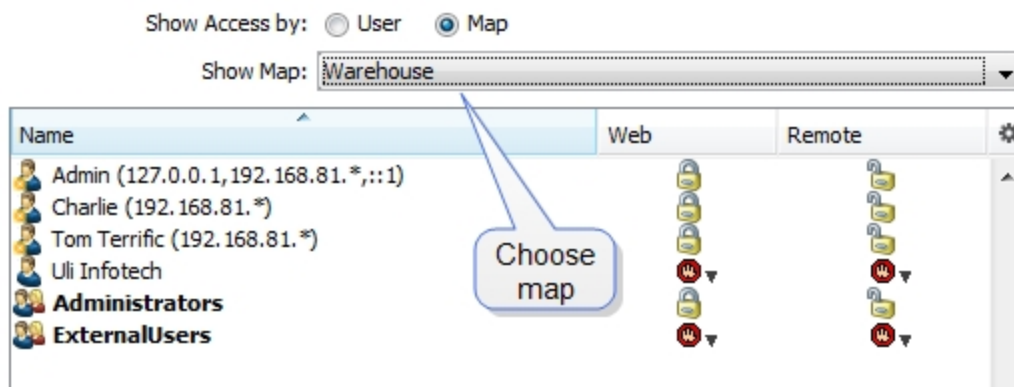 Show Access by: User Map
Show Map: Warehouse
Name Web Remote
Admin (127.0.0.1,192.168.81.*,::1)
Charlie (192.168.81.*)
Tom Terrific (192.168.81.*)
Uli Infotech
Administrators
ExternalUsers
Choose
map